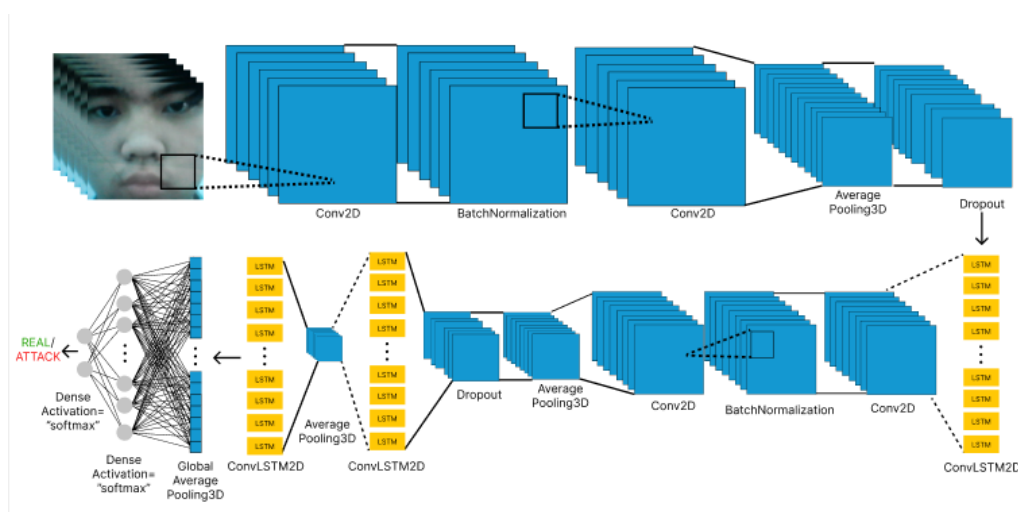 Conv2D
BatchNormalization
Conv2D
Average
Pooling3D
Dropout
LSTM
LSTM
LSTM
LSTM
LSTM
LSTM
LSTM
LSTM
ConvLSTM2D
Conv2D
BatchNormalization
Conv2D
Average
Pooling3D
Dropout
LSTM
LSTM
LSTM
LSTM
LSTM
LSTM
LSTM
LSTM
ConvLSTM2D
Average
Pooling3D
LSTM
LSTM
LSTM
LSTM
LSTM
LSTM
LSTM
LSTM
ConvLSTM2D
Global
Average
Pooling3D
Dense
Activation=
"softmax"
Dense
Activation=
"softmax"
REAL/
ATTACK